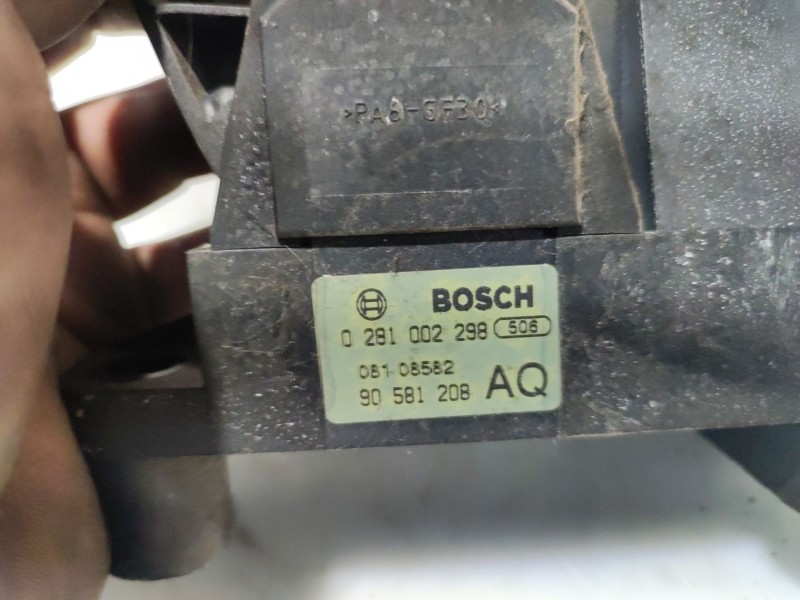 >PA6-GF30<
BOSCH
0 281 002 298 506
081 08582
90 581 208 AQ